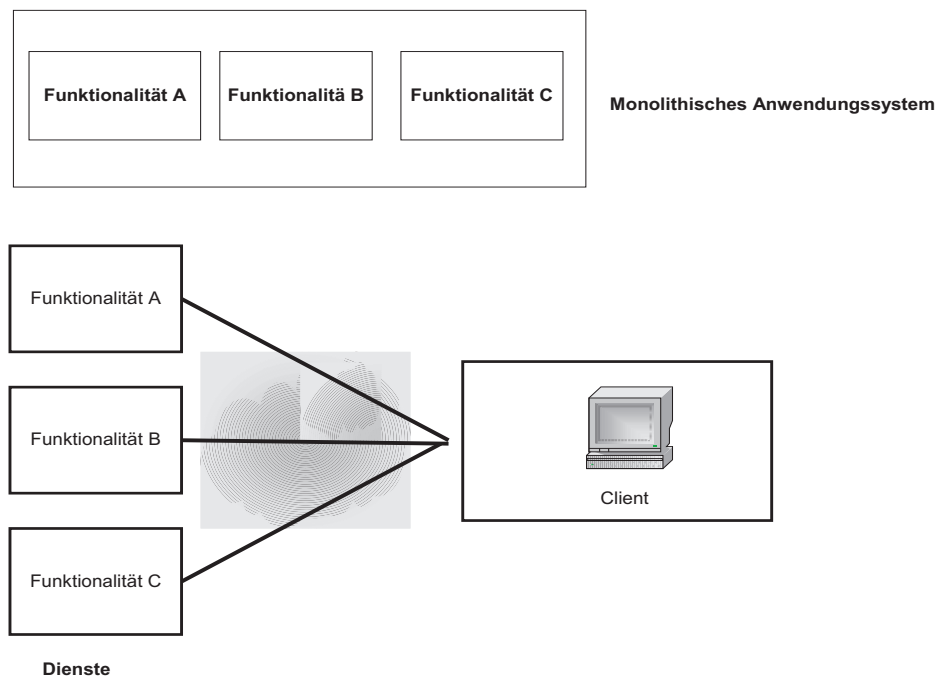 Funktionalität A
Funktionalitä B
Funktionalität C
Monolithisches Anwendungssystem
Funktionalität A
Funktionalität B
Client
Funktionalität C
Dienste